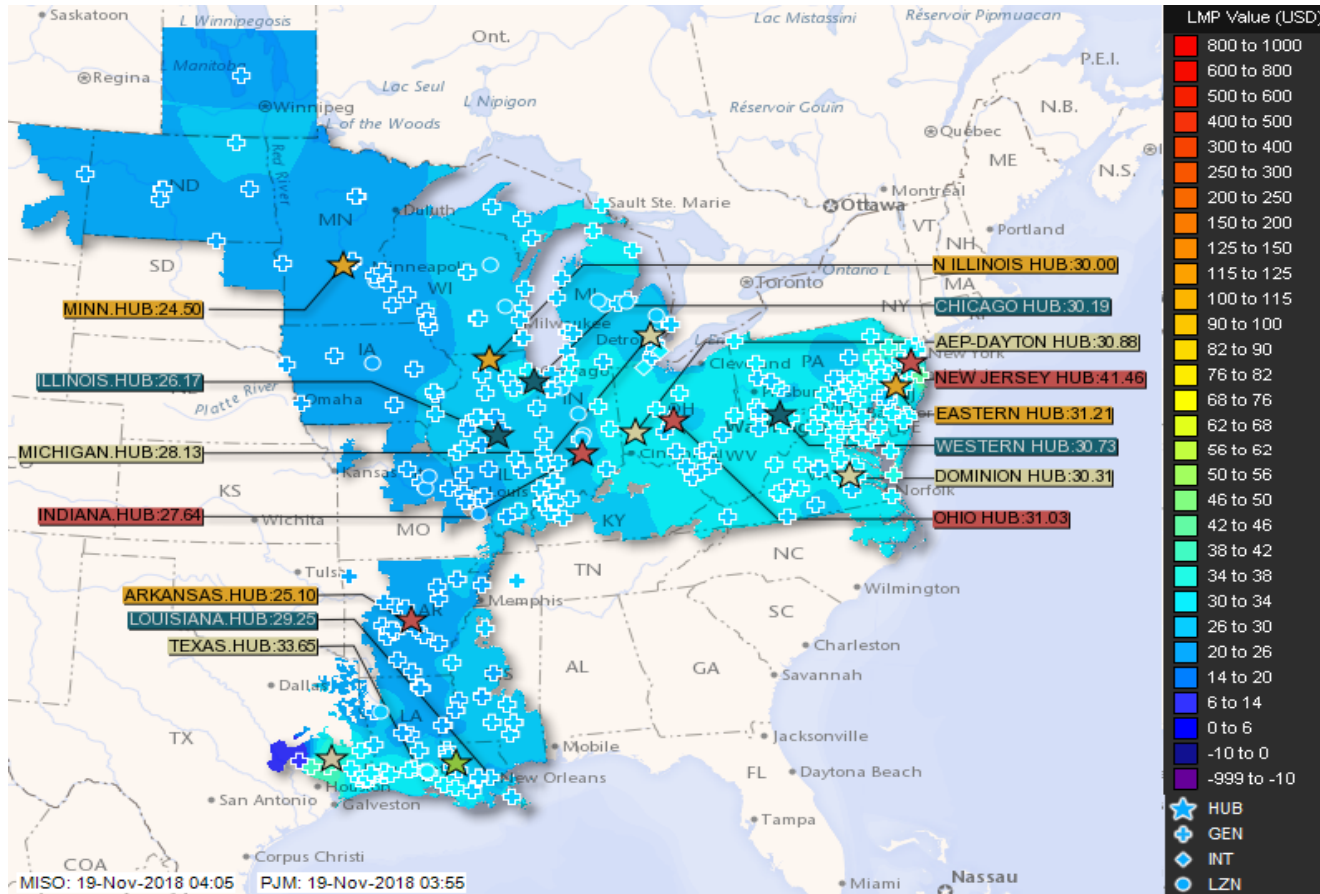 Saskatoon
L Winnipegosis
Ont.
Lac Mistassini
Réservoir Pipmuacan
L Manitoba
Regina
Lac Seul
L Nipigon
P.E.I.
Winnipeg
L of the Woods
Réservoir Gouin
N.B.
Québec
Red River
ME
N.S.
ND
Sault Ste. Marie
Montréal
MN
Duluth
Ottawa
VT
Portland
NH
SD
Minneapolis
N ILLINOIS HUB:30.00
Ontario L
WI
MI
Toronto
MA
MINN.HUB:24.50
NY
CHICAGO HUB:30.19
Milwaukee
Detroit
AEP-DAYTON HUB:30.88
IA
Cleveland
PA
New York
ILLINOIS.HUB:26.17
NEW JERSEY HUB:41.46
Platte River
Omaha
IN
EASTERN HUB:31.21
WESTERN HUB:30.73
MICHIGAN.HUB:28.13
WV
IL
DOMINION HUB:30.31
Kansas
KS
Norfolk
INDIANA.HUB:27.64
Wichita
MO
KY
OHIO HUB:31.03
NC
TN
ARKANSAS.HUB:25.10
AR
Memphis
Wilmington
LOUISIANA.HUB:29.25
SC
TEXAS.HUB:33.65
AL
GA
Charleston
Savannah
LA
TX
Mobile
Jacksonville
New Orleans
FL
Daytona Beach
Houston
San Antonio
Galveston
Tampa
COA
Corpus Christi
Nassau
Miami
MISO: 19-Nov-2018 04:05 PJM: 19-Nov-2018 03:55
LMP Value (USD)
800 to 1000
600 to 800
500 to 600
400 to 500
300 to 400
250 to 300
200 to 250
150 to 200
125 to 150
115 to 125
100 to 115
90 to 100
82 to 90
76 to 82
68 to 76
62 to 68
56 to 62
50 to 56
46 to 50
42 to 46
38 to 42
34 to 38
30 to 34
26 to 30
20 to 26
14 to 20
6 to 14
0 to 6
-10 to 0
-999 to -10
HUB
GEN
INT
LZN